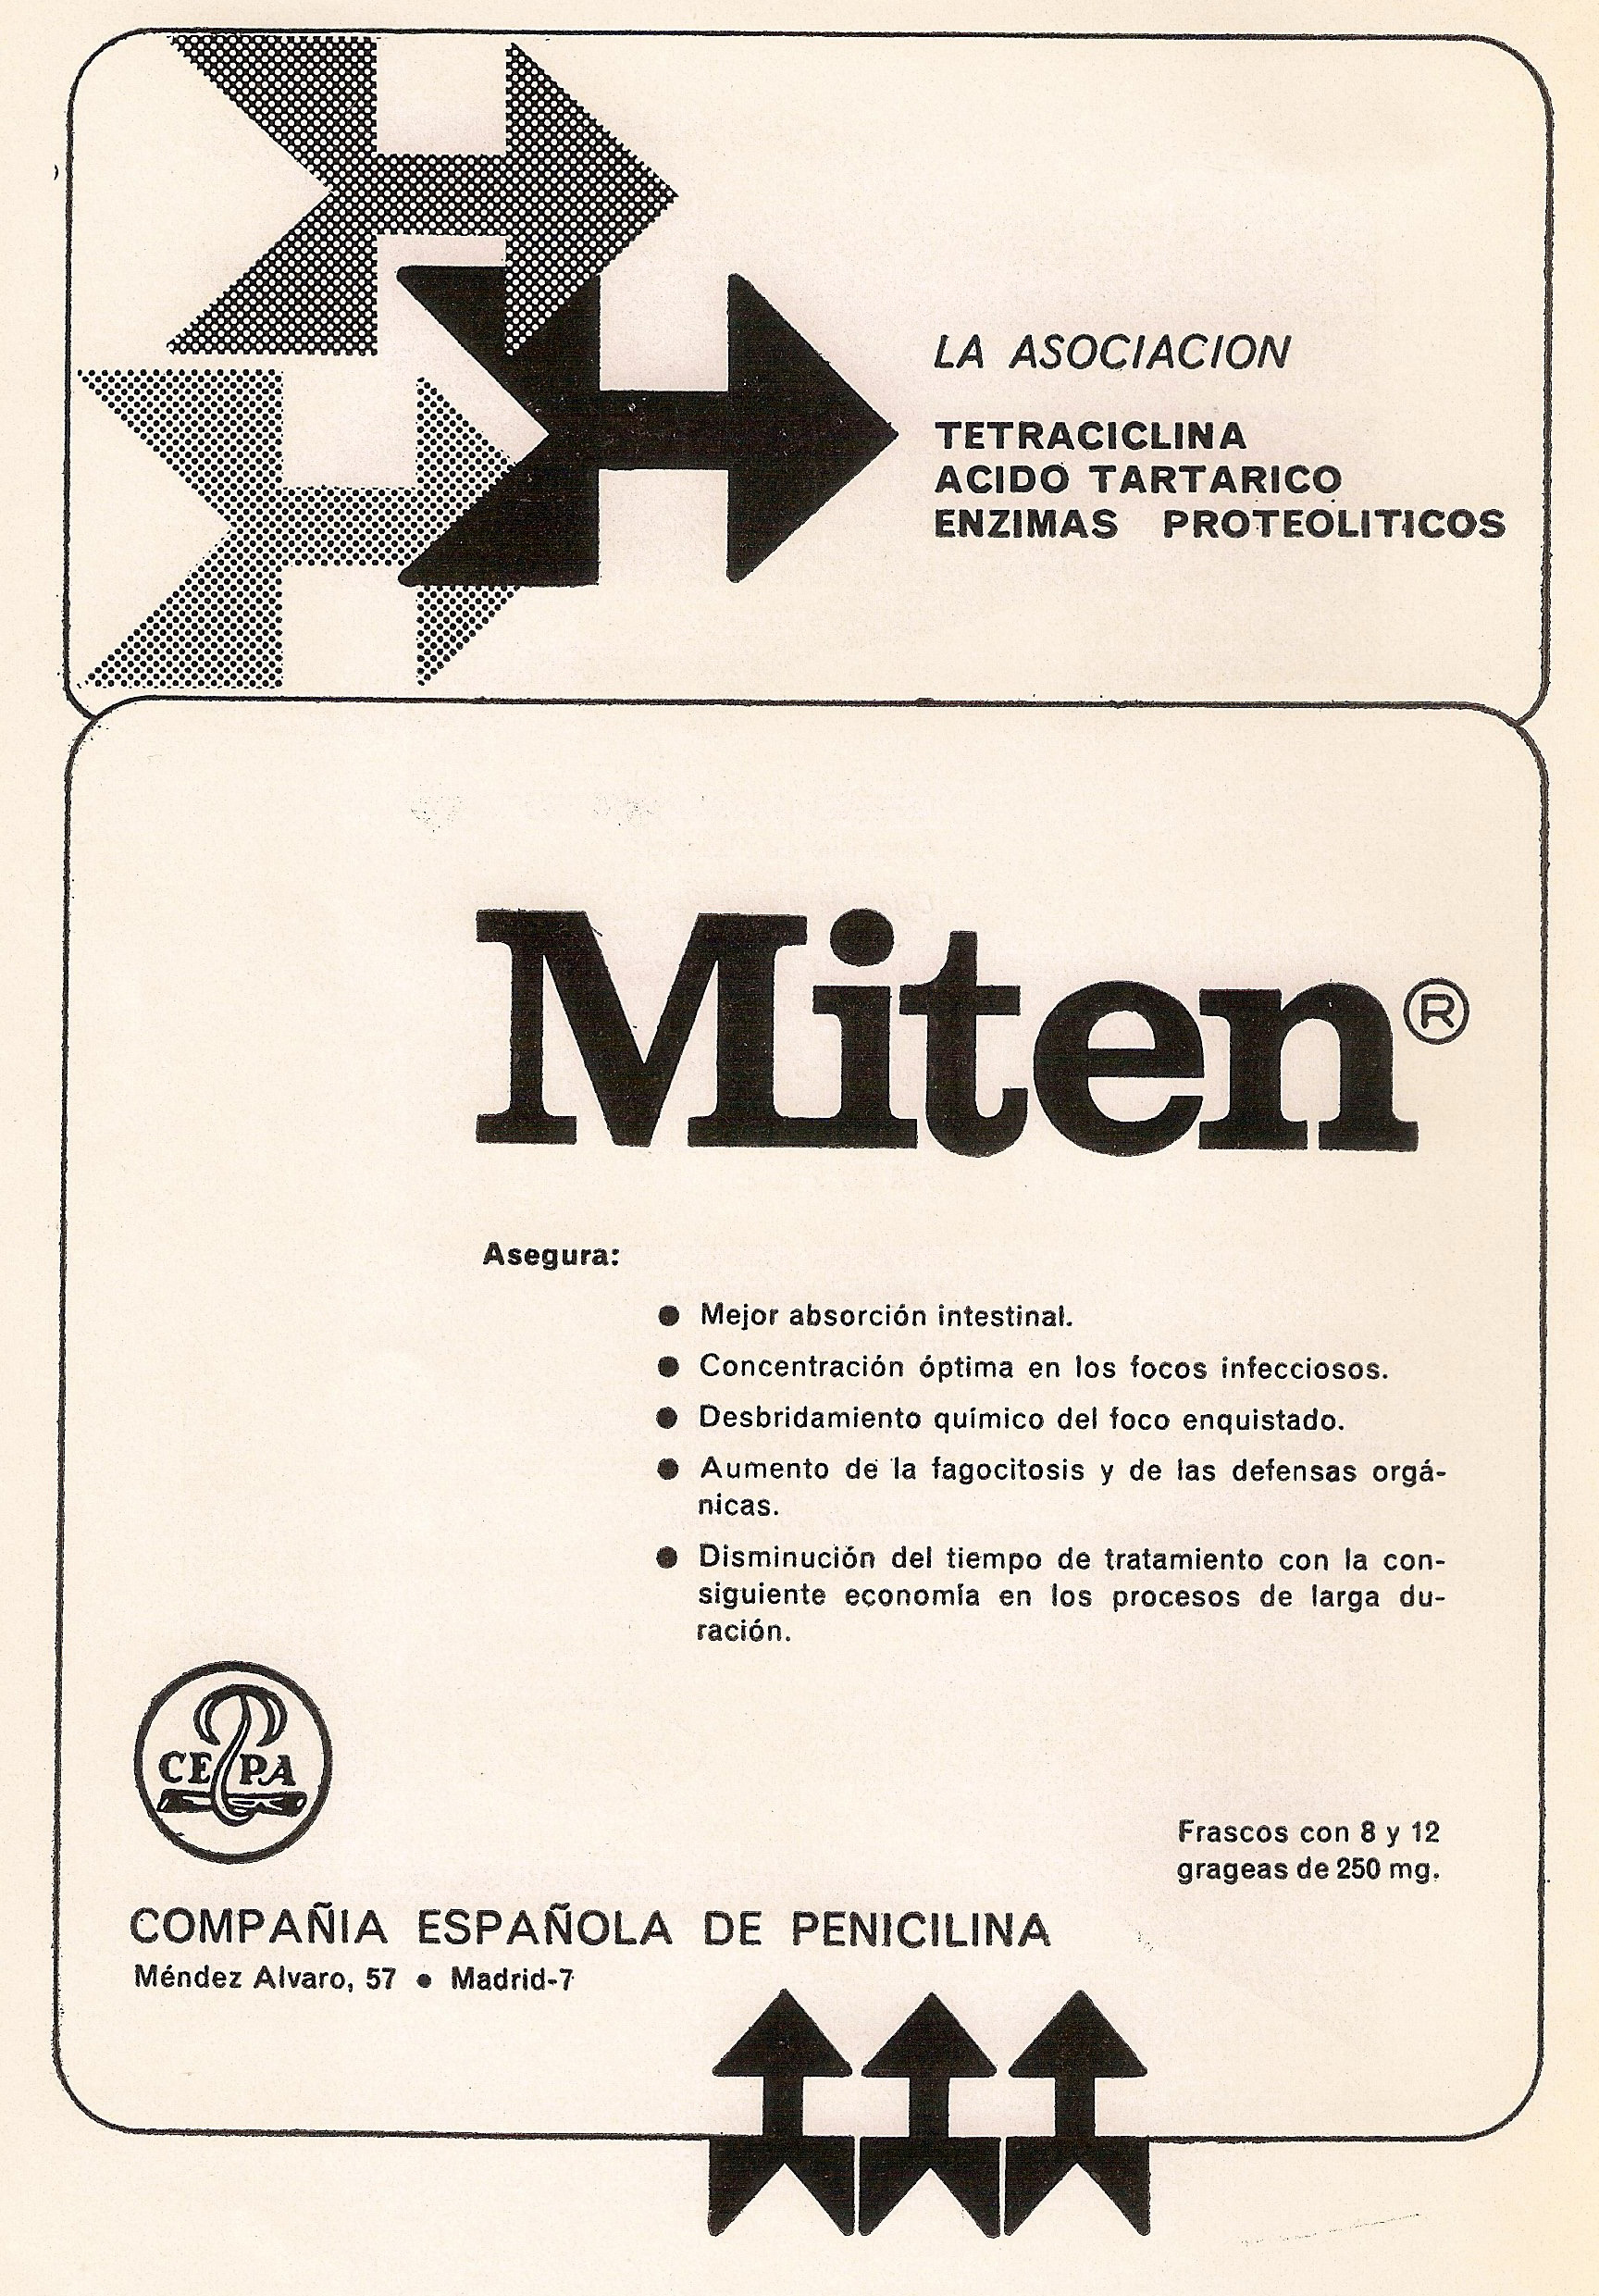 LA ASOCIACION
TETRACICLINA
ACIDO TARTARICO
ENZIMAS PROTEOLITICOS
Miten®
Asegura:
● Mejor absorción intestinal.
● Concentración óptima en los focos infecciosos.
● Desbridamiento químico del foco enquistado.
● Aumento de la fagocitosis y de las defensas orgá-
nicas.
● Disminución del tiempo de tratamiento con la con-
siguiente economía en los procesos de larga du-
ración.
CEPA
Frascos con 8 y 12
grageas de 250 mg.
COMPAÑIA ESPAÑOLA DE PENICILINA
Méndez Alvaro, 57 ● Madrid-7